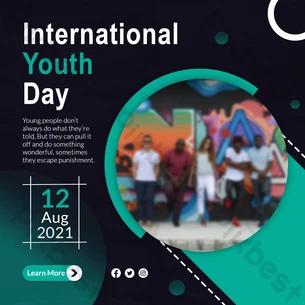 International
Youth
Day
Young people don't
always do what they're
told, But they can pull it
off and do something
wonderful, sometimes
they escape punishment.
12
Aug
2021
Learn More